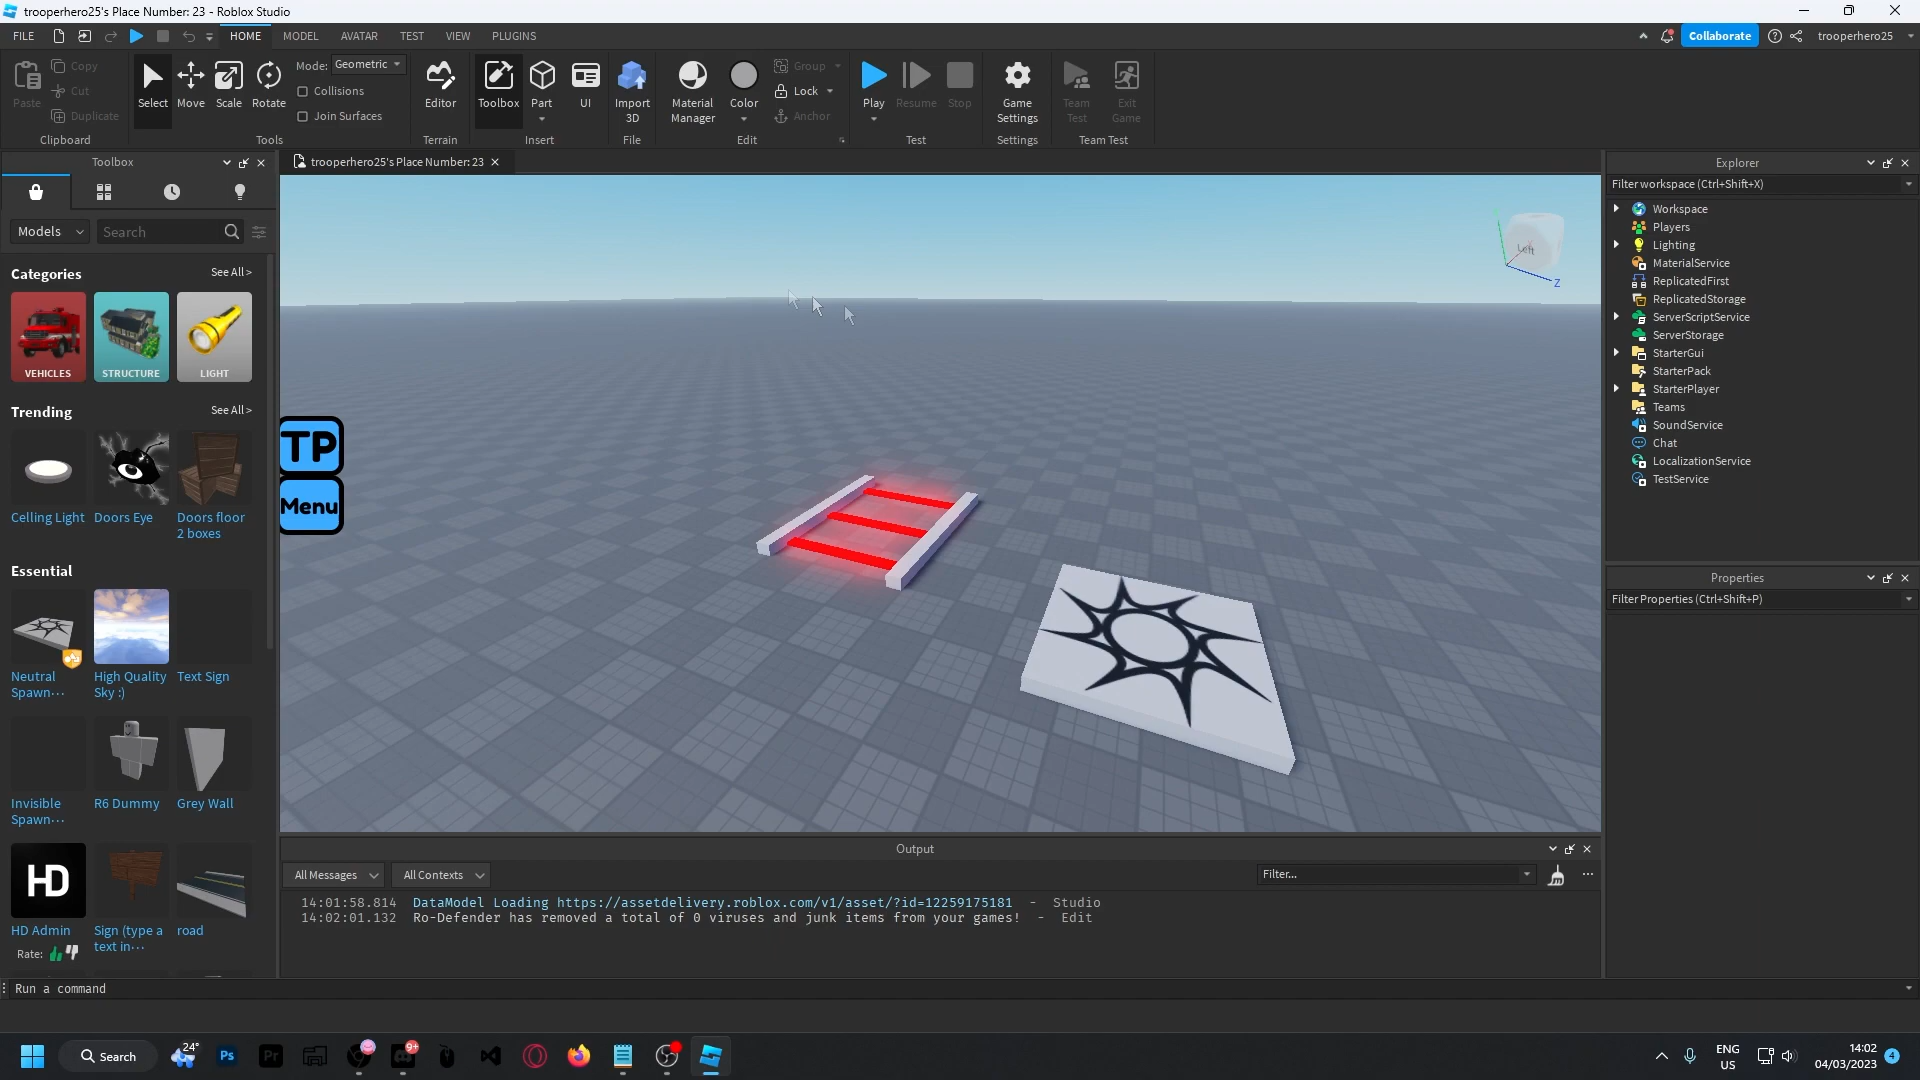 trooperhero25's Place Number: 23 - Roblox Studio
FILE
HOME
MODEL
AVATAR
TEST
VIEW
PLUGINS
Collaborate
trooperhero25
Paste
Copy
Cut
Duplicate
Clipboard
Select
Move
Scale
Rotate
Mode:
Geometric
Collisions
Join Surfaces
Tools
Editor
Terrain
Toolbox
Part
UI
Insert
Import
3D
File
Material
Manager
Color
Group
Lock
Anchor
Edit
Play
Resume
Stop
Test
Game
Settings
Settings
Team
Test
Exit
Game
Team Test
Toolbox
Models
Search
Categories
See All >
VEHICLES
STRUCTURE
LIGHT
Trending
See All >
Celling Light
Doors Eye
Doors floor
2 boxes
Essential
Neutral
Spawn···
High Quality
Sky :)
Text Sign
Invisible
Spawn···
R6 Dummy
Grey Wall
HD
HD Admin
Rate:
Sign (type a
text in···
road
trooperhero25's Place Number: 23
Left
Z
TP
Menu
Output
All Messages
All Contexts
Filter...
14:01:58.814 DataModel Loading https://assetdelivery.roblox.com/v1/asset/?id=12259175181 - Studio
14:02:01.132 Ro-Defender has removed a total of 0 viruses and junk items from your games! - Edit
Explorer
Filter workspace (Ctrl+Shift+X)
Workspace
Players
Lighting
MaterialService
ReplicatedFirst
ReplicatedStorage
ServerScriptService
ServerStorage
StarterGui
StarterPack
StarterPlayer
Teams
SoundService
Chat
LocalizationService
TestService
Properties
Filter Properties (Ctrl+Shift+P)
Run a command
Search
24°
Ps
Pr
9+
ENG
US
14:02
04/03/2023
4